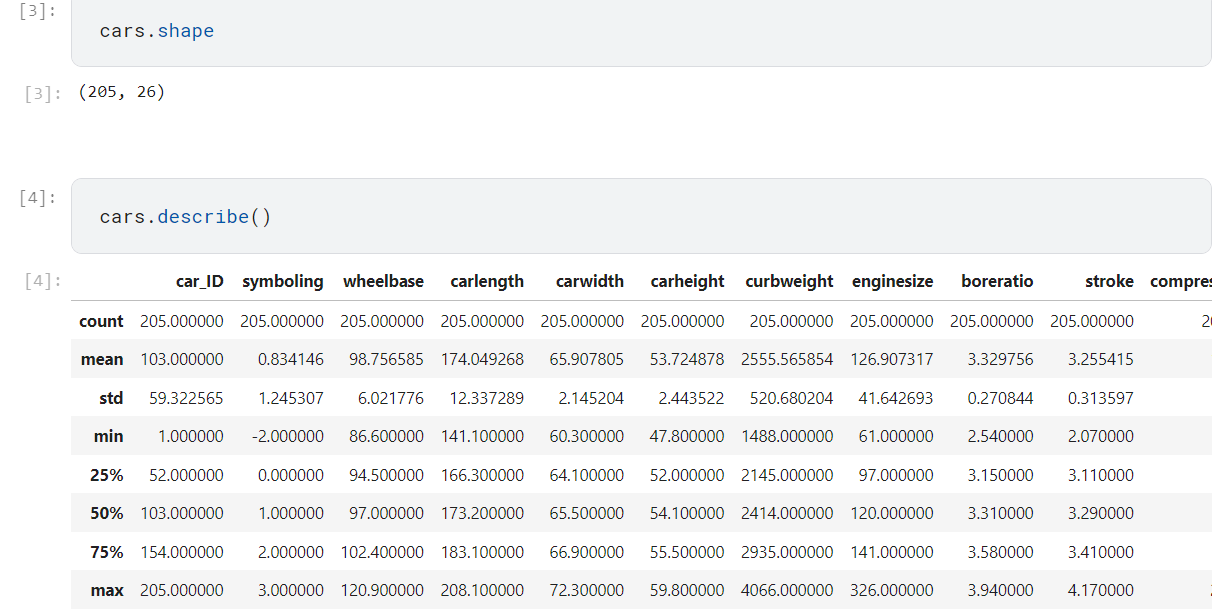 [3]:
cars.shape
[3]: (205, 26)
[4]:
cars.describe()
[4]:
car_ID symboling wheelbase carlength carwidth carheight curbweight enginesize boreratio stroke compres
count 205.000000 205.000000 205.000000 205.000000 205.000000 205.000000 205.000000 205.000000 205.000000 205.000000 20
mean 103.000000 0.834146 98.756585 174.049268 65.907805 53.724878 2555.565854 126.907317 3.329756 3.255415
std 59.322565 1.245307 6.021776 12.337289 2.145204 2.443522 520.680204 41.642693 0.270844 0.313597
min 1.000000 -2.000000 86.600000 141.100000 60.300000 47.800000 1488.000000 61.000000 2.540000 2.070000
25% 52.000000 0.000000 94.500000 166.300000 64.100000 52.000000 2145.000000 97.000000 3.150000 3.110000
50% 103.000000 1.000000 97.000000 173.200000 65.500000 54.100000 2414.000000 120.000000 3.310000 3.290000
75% 154.000000 2.000000 102.400000 183.100000 66.900000 55.500000 2935.000000 141.000000 3.580000 3.410000
max 205.000000 3.000000 120.900000 208.100000 72.300000 59.800000 4066.000000 326.000000 3.940000 4.170000